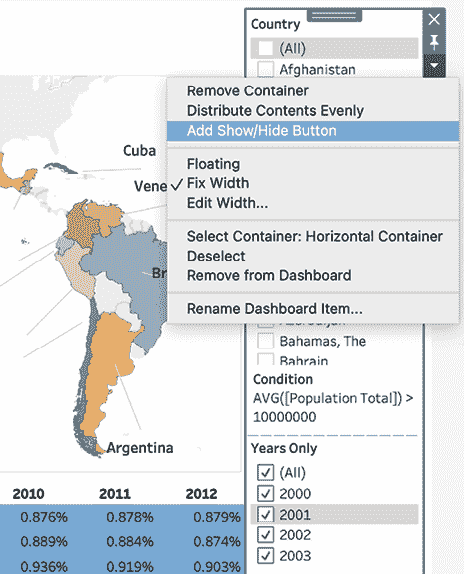 Country
(All)
Afghanistan
Remove Container
Distribute Contents Evenly
Add Show/Hide Button
Floating
✓ Fix Width
Edit Width...
Select Container: Horizontal Container
Deselect
Remove from Dashboard
Rename Dashboard Item...
Cuba
Vene
Br
Argentina
Bahamas, The
Bahrain
Condition
AVG([Population Total]) >
10000000
Years Only
(All)
2000
2001
2002
2003
2010 2011 2012
0.876% 0.878% 0.879%
0.889% 0.884% 0.874%
0.936% 0.919% 0.903%